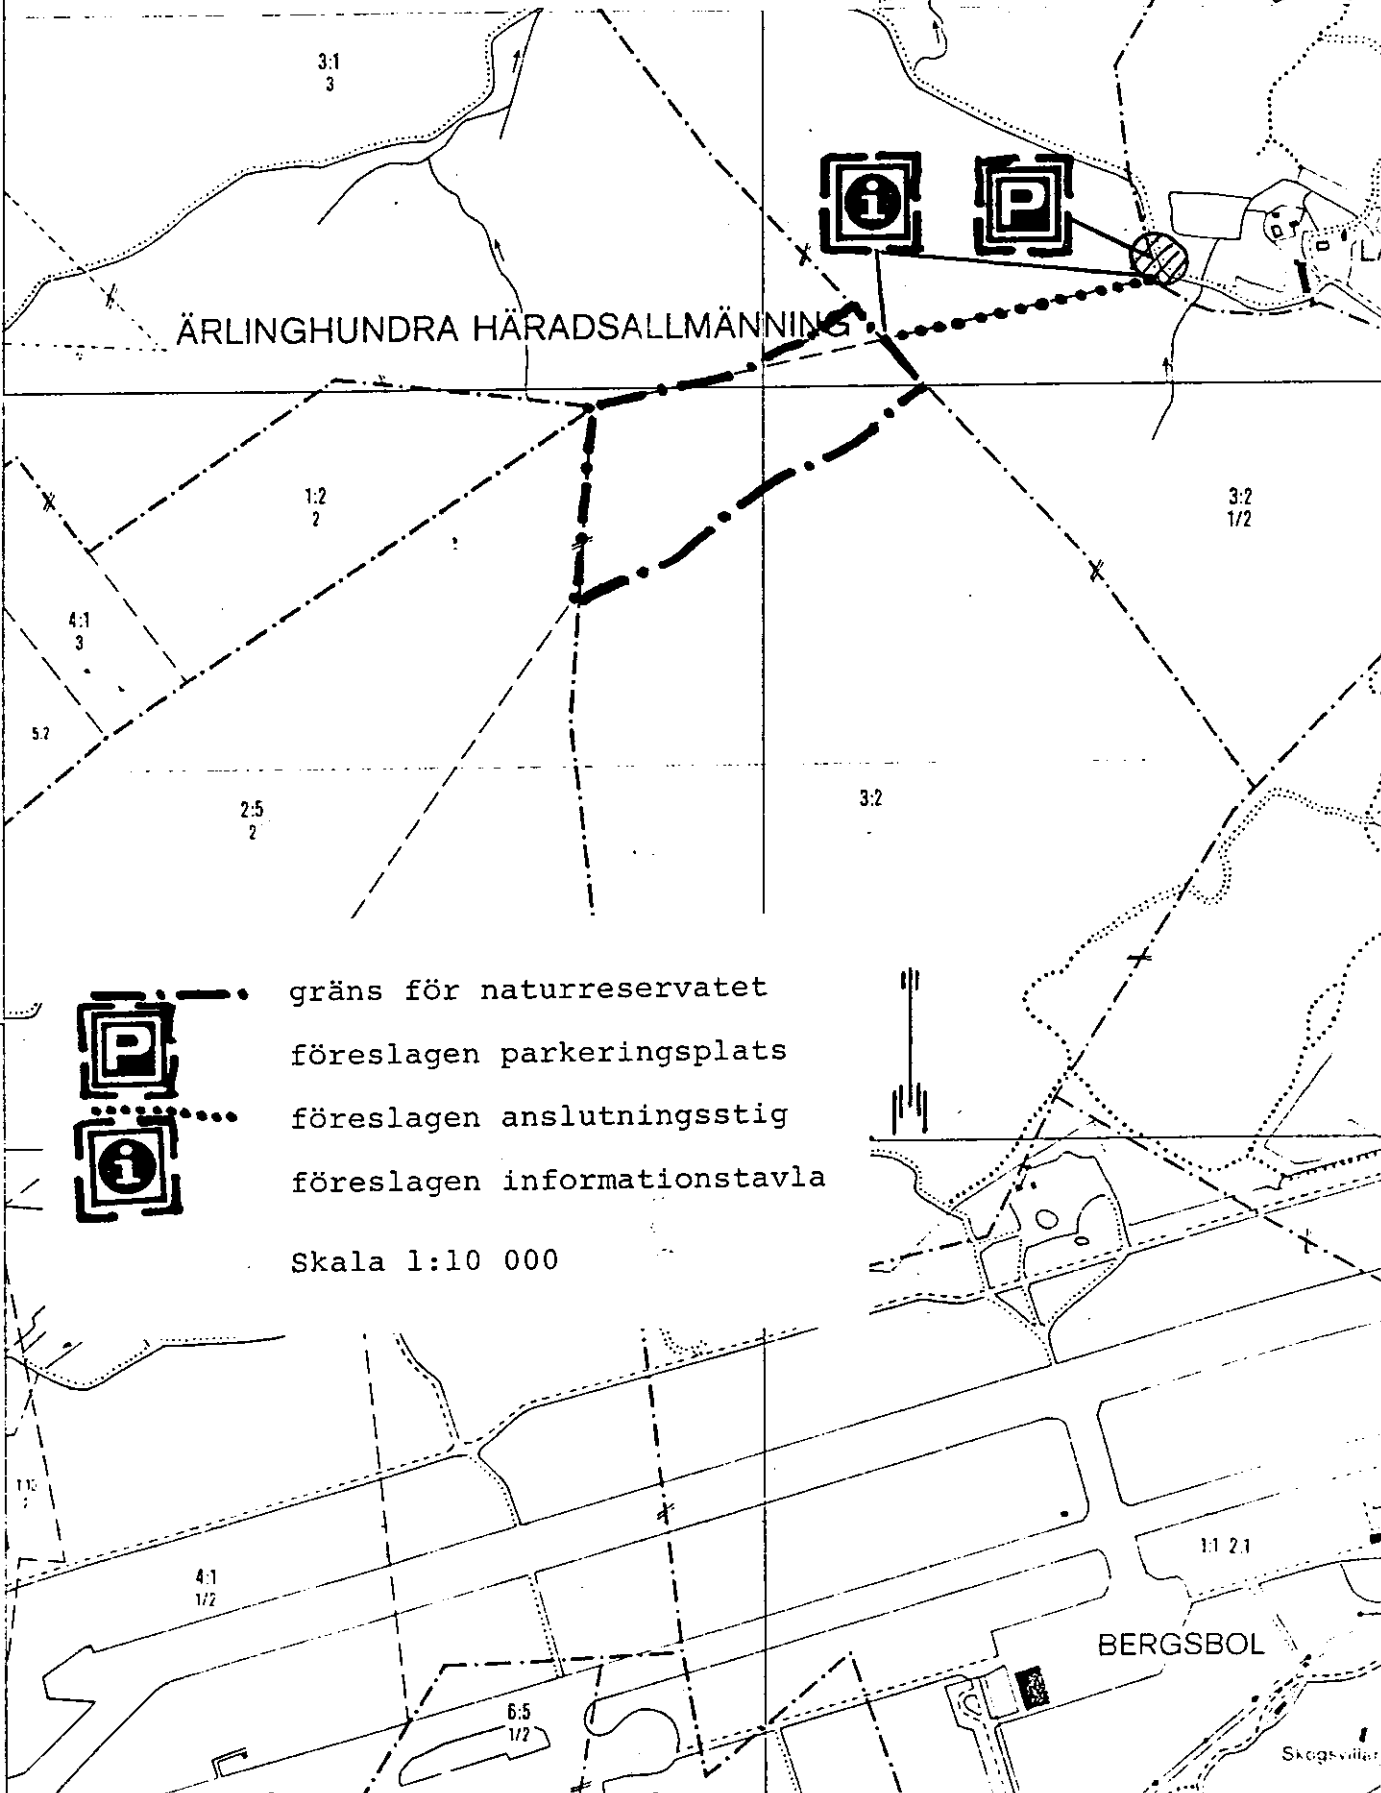 3:1
3
i
P
LA
ÄRLINGHUNDRA HÄRADSALLMÄNNING
1:2
2
3:2
1/2
4:1
3
5:2
2:5
2
3:2
gräns för naturreservatet
P
föreslagen parkeringsplats
föreslagen anslutningsstig
i
föreslagen informationstavla
Skala 1:10 000
4:1
1/2
1:1 2:1
BERGSBOL
6:5
1/2